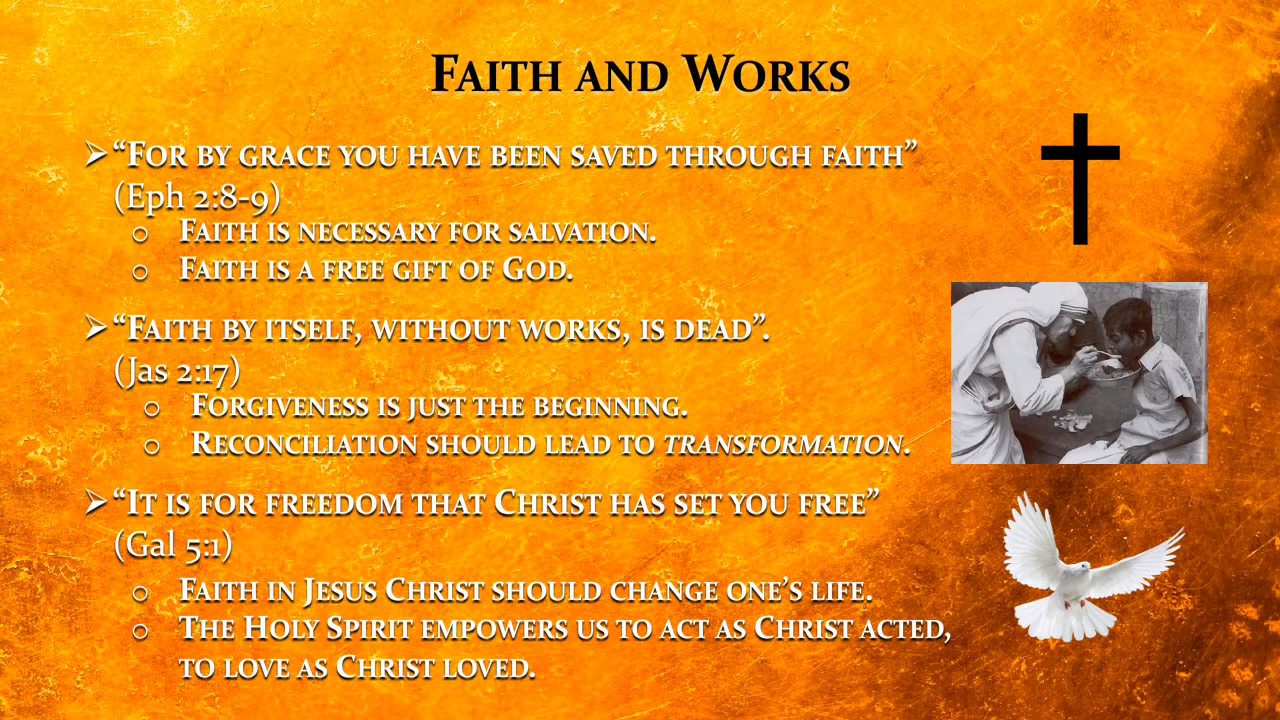 FAITH AND WORKS
“FOR BY GRACE YOU HAVE BEEN SAVED THROUGH FAITH”
(Eph 2:8-9)
FAITH IS NECESSARY FOR SALVATION.
FAITH IS A FREE GIFT OF GOD.
“FAITH BY ITSELF, WITHOUT WORKS, IS DEAD”.
(Jas 2:17)
FORGIVENESS IS JUST THE BEGINNING.
RECONCILIATION SHOULD LEAD TO TRANSFORMATION.
“IT IS FOR FREEDOM THAT CHRIST HAS SET YOU FREE”
(Gal 5:1)
FAITH IN JESUS CHRIST SHOULD CHANGE ONE’S LIFE.
THE HOLY SPIRIT EMPOWERS US TO ACT AS CHRIST ACTED,
TO LOVE AS CHRIST LOVED.